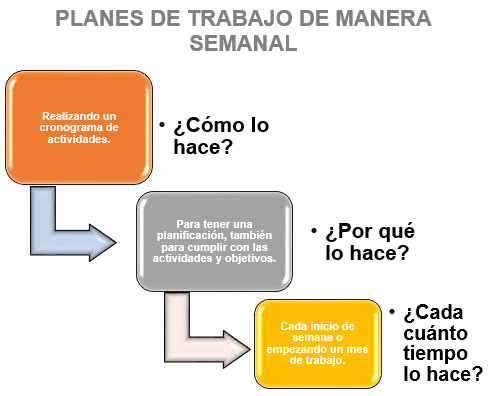 PLANES DE TRABAJO DE MANERA
SEMANAL
Realizando un
cronograma de
actividades.
• ¿Cómo lo
hace?
Para tener una
planificación, también
para cumplir con las
actividades y objetivos.
• ¿Por qué
lo hace?
Cada inicio de
semana o
empezando un mes
de trabajo.
• ¿Cada
cuánto
tiempo
lo hace?